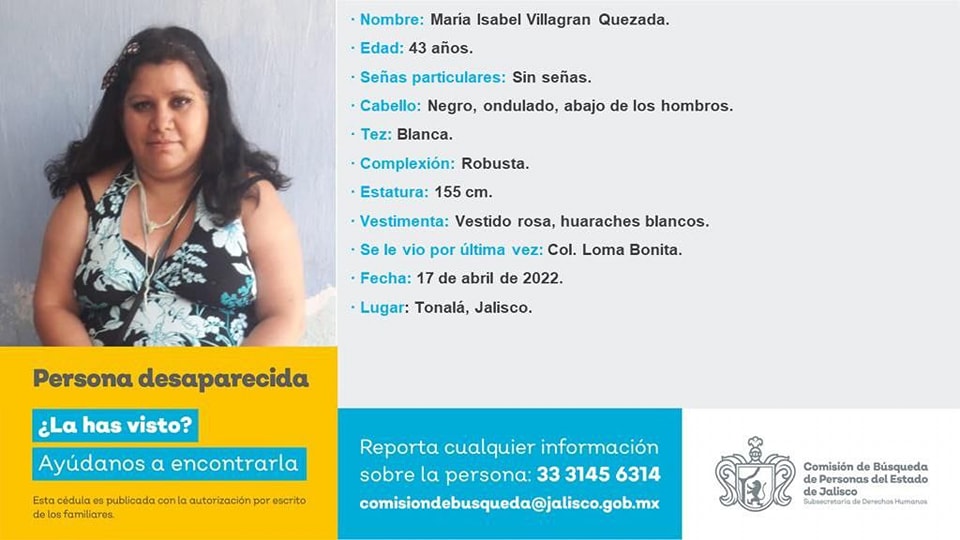 · Nombre: María Isabel Villagran Quezada.
· Edad: 43 años.
· Señas particulares: Sin señas.
· Cabello: Negro, ondulado, abajo de los hombros.
· Tez: Blanca.
· Complexión: Robusta.
· Estatura: 155 cm.
· Vestimenta: Vestido rosa, huaraches blancos.
· Se le vio por última vez: Col. Loma Bonita.
· Fecha: 17 de abril de 2022.
· Lugar: Tonalá, Jalisco.
Persona desaparecida
¿La has visto?
Ayúdanos a encontrarla
Esta cédula es publicada con la autorización por escrito
de los familiares.
Reporta cualquier información
sobre la persona: 33 3145 6314
comisiondebusqueda@jalisco.gob.mx
Comisión de Búsqueda
de Personas del Estado
de Jalisco
Subsecretaría de Derechos Humanos